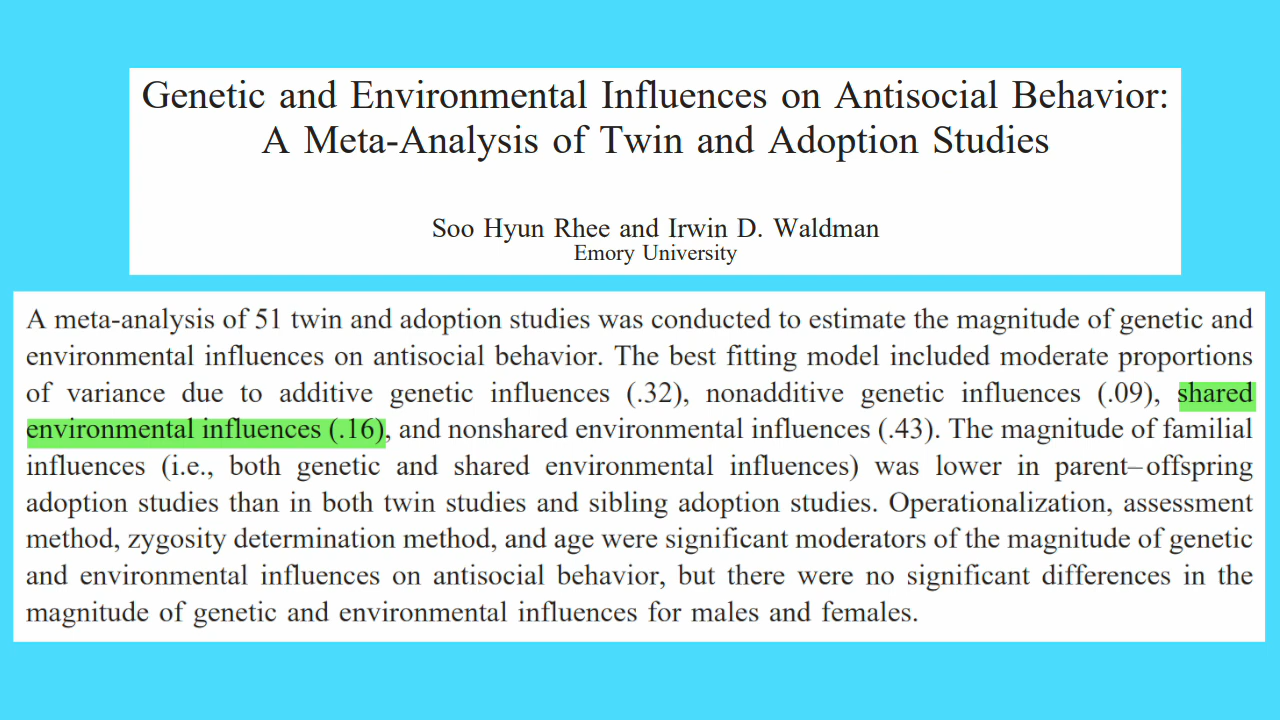 Genetic and Environmental Influences on Antisocial Behavior:
A Meta-Analysis of Twin and Adoption Studies
Soo Hyun Rhee and Irwin D. Waldman
Emory University
A meta-analysis of 51 twin and adoption studies was conducted to estimate the magnitude of genetic and
environmental influences on antisocial behavior. The best fitting model included moderate proportions
of variance due to additive genetic influences (.32), nonadditive genetic influences (.09), shared
environmental influences (.16), and nonshared environmental influences (.43). The magnitude of familial
influences (i.e., both genetic and shared environmental influences) was lower in parent–offspring
adoption studies than in both twin studies and sibling adoption studies. Operationalization, assessment
method, zygosity determination method, and age were significant moderators of the magnitude of genetic
and environmental influences on antisocial behavior, but there were no significant differences in the
magnitude of genetic and environmental influences for males and females.